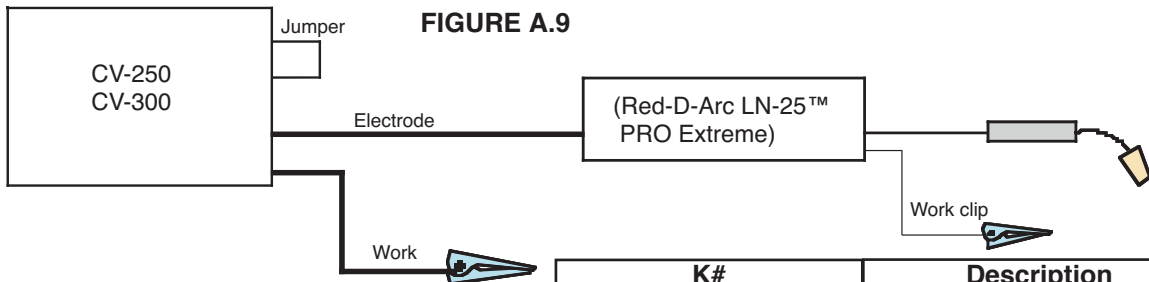 FIGURE A.9
Jumper
CV-250
CV-300
Electrode
(Red-D-Arc LN-25™
PRO Extreme)
Work clip
Work
K# Description